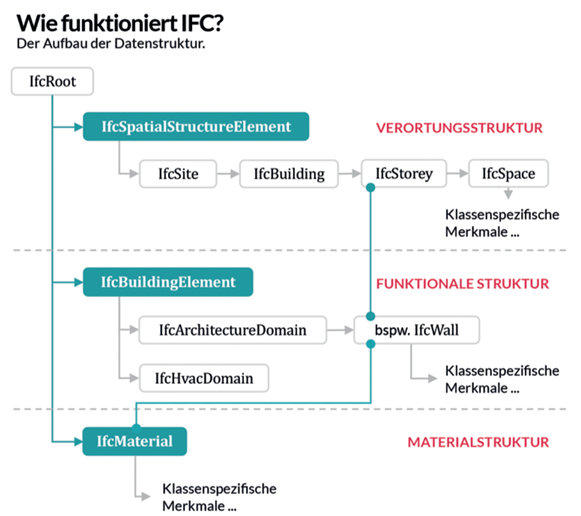 Wie funktioniert IFC?
Der Aufbau der Datenstruktur.
IfcRoot
IfcSpatialStructureElement
VERORTUNGSSTRUKTUR
IfcSite
IfcBuilding
IfcStorey
IfcSpace
Klassenspezifische
Merkmale ...
IfcBuildingElement
FUNKTIONALE STRUKTUR
IfcArchitectureDomain
bspw. IfcWall
IfcHvacDomain
Klassenspezifische
Merkmale ...
IfcMaterial
MATERIALSTRUKTUR
Klassenspezifische
Merkmale ...